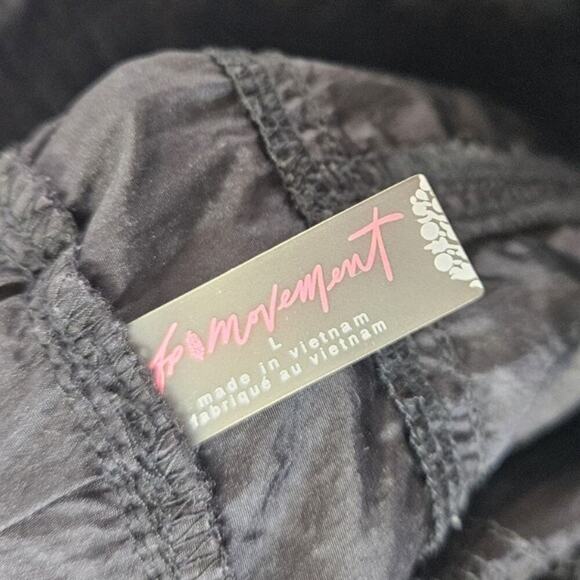 fp movement
L
made in vietnam
fabriqué au vietnam